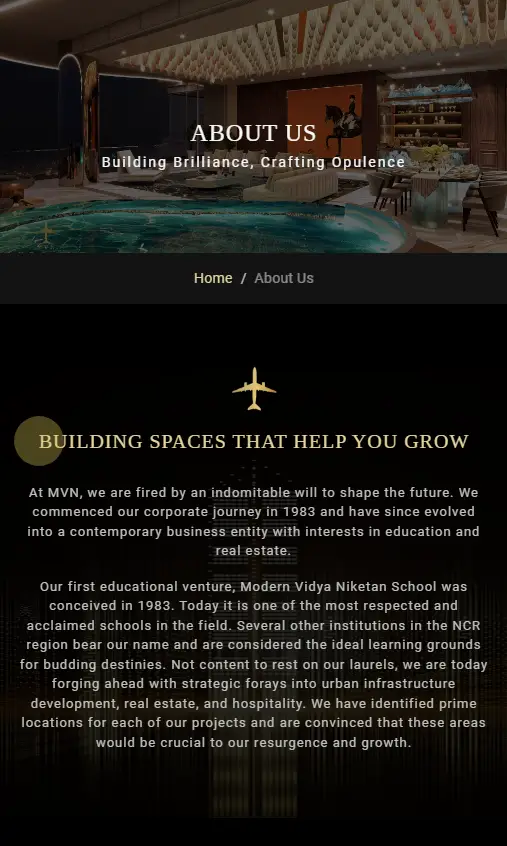 ABOUT US
Building Brilliance, Crafting Opulence
Home / About Us
BUILDING SPACES THAT HELP YOU GROW
At MVN, we are fired by an indomitable will to shape the future. We
commenced our corporate journey in 1983 and have since evolved
into a contemporary business entity with interests in education and
real estate.
Our first educational venture, Modern Vidya Niketan School was
conceived in 1983. Today it is one of the most respected and
acclaimed schools in the field. Several other institutions in the NCR
region bear our name and are considered the ideal learning grounds
for budding destinies. Not content to rest on our laurels, we are today
forging ahead with strategic forays into urban infrastructure
development, real estate, and hospitality. We have identified prime
locations for each of our projects and are convinced that these areas
would be crucial to our resurgence and growth.